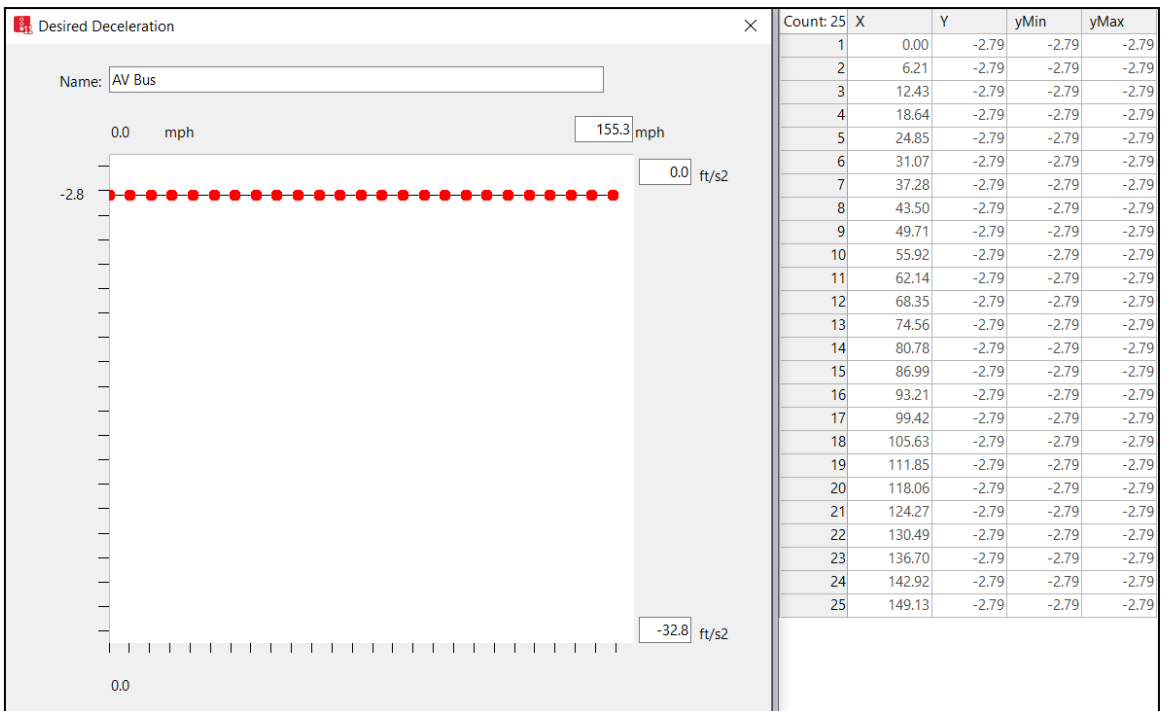 Desired Deceleration
Name: AV Bus
0.0 mph 155.3 mph
0.0 ft/s2
-2.8
-32.8 ft/s2
0.0
Count: 25 X Y yMin yMax
1 0.00 -2.79 -2.79 -2.79
2 6.21 -2.79 -2.79 -2.79
3 12.43 -2.79 -2.79 -2.79
4 18.64 -2.79 -2.79 -2.79
5 24.85 -2.79 -2.79 -2.79
6 31.07 -2.79 -2.79 -2.79
7 37.28 -2.79 -2.79 -2.79
8 43.50 -2.79 -2.79 -2.79
9 49.71 -2.79 -2.79 -2.79
10 55.92 -2.79 -2.79 -2.79
11 62.14 -2.79 -2.79 -2.79
12 68.35 -2.79 -2.79 -2.79
13 74.56 -2.79 -2.79 -2.79
14 80.78 -2.79 -2.79 -2.79
15 86.99 -2.79 -2.79 -2.79
16 93.21 -2.79 -2.79 -2.79
17 99.42 -2.79 -2.79 -2.79
18 105.63 -2.79 -2.79 -2.79
19 111.85 -2.79 -2.79 -2.79
20 118.06 -2.79 -2.79 -2.79
21 124.27 -2.79 -2.79 -2.79
22 130.49 -2.79 -2.79 -2.79
23 136.70 -2.79 -2.79 -2.79
24 142.92 -2.79 -2.79 -2.79
25 149.13 -2.79 -2.79 -2.79